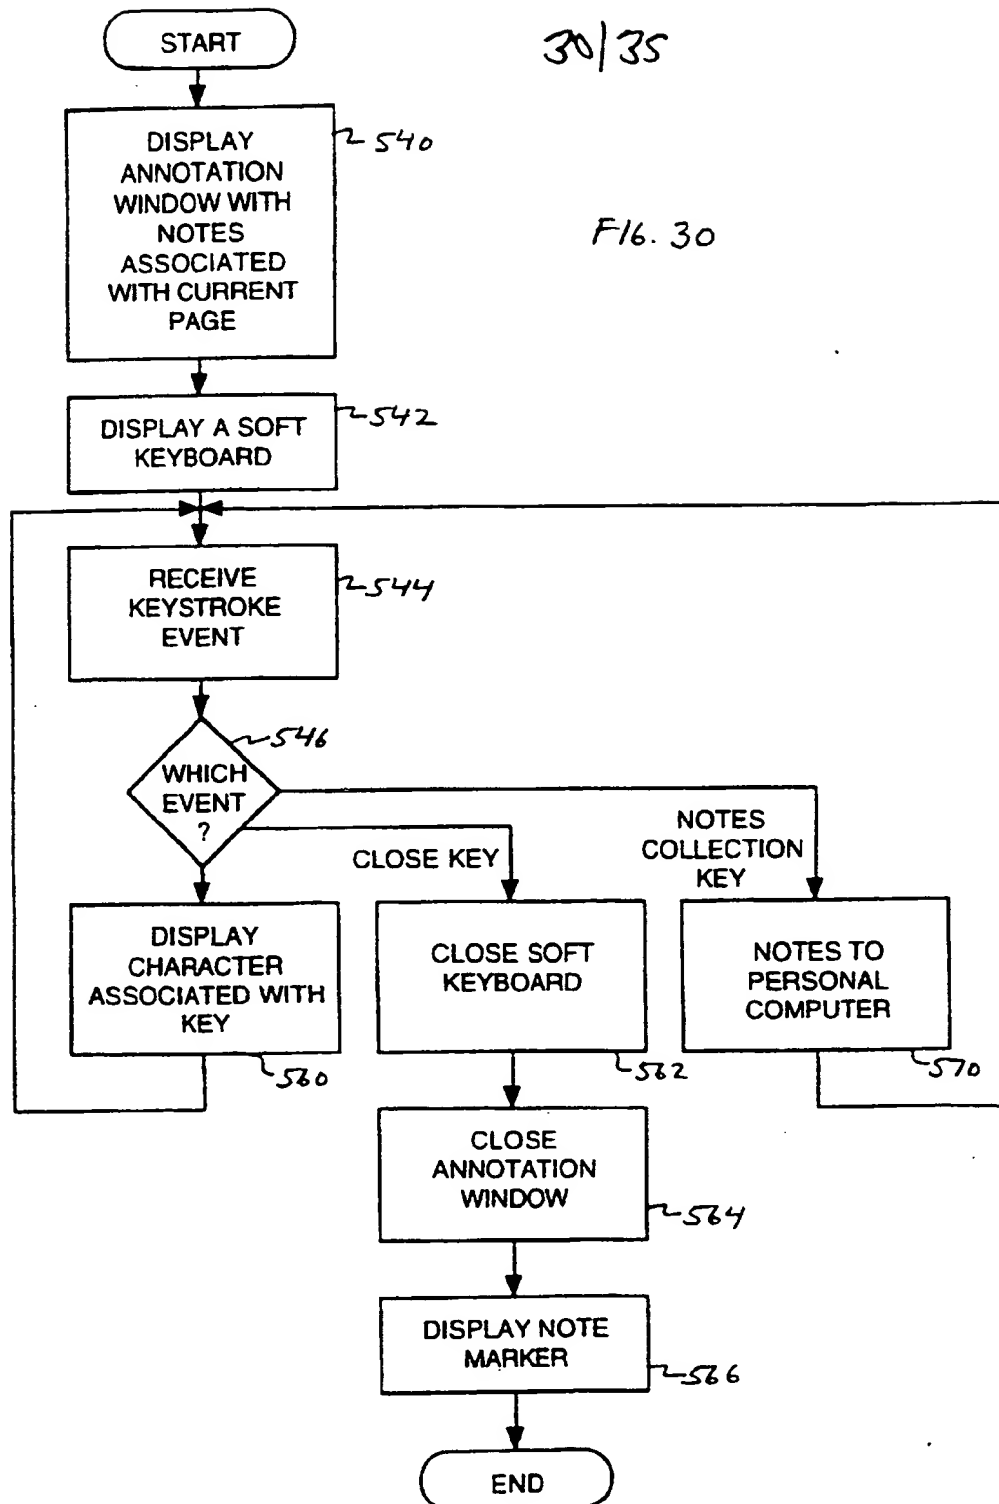 START
30/35
DISPLAY
ANNOTATION
WINDOW WITH
NOTES
ASSOCIATED
WITH CURRENT
PAGE
540
FIG. 30
DISPLAY A SOFT
KEYBOARD
542
RECEIVE
KEYSTROKE
EVENT
544
WHICH
EVENT
?
546
CLOSE KEY
NOTES
COLLECTION
KEY
DISPLAY
CHARACTER
ASSOCIATED WITH
KEY
560
CLOSE SOFT
KEYBOARD
562
NOTES TO
PERSONAL
COMPUTER
570
CLOSE
ANNOTATION
WINDOW
564
DISPLAY NOTE
MARKER
566
END